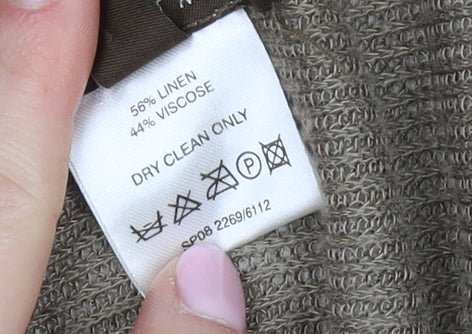 56% LINEN
44% VISCOSE
DRY CLEAN ONLY
P
SP08 2269/6112